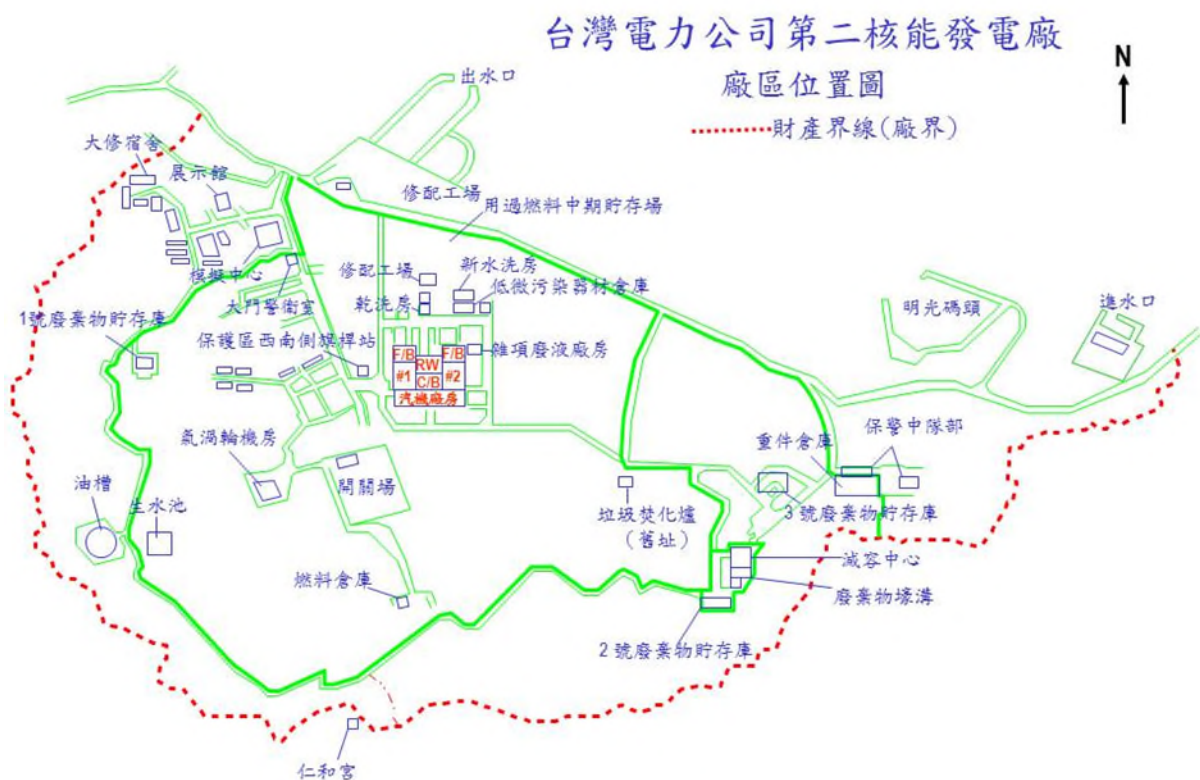 台灣電力公司第二核能發電廠
廠區位置圖
N
財產界線(廠界)
出水口
大修宿舍
展示館
修配工場
用過燃料中期貯存場
模擬中心
大門警衛室
修配工場
新水洗房
乾洗房
低微污染器材倉庫
明光碼頭
進水口
1號廢棄物貯存庫
保護區西南側旗桿站
F/B
RW
F/B
#1
C/B
#2
汽機廠房
雜項廢液廠房
氣渦輪機房
開關場
油槽
生水池
重件倉庫
保警中隊部
垃圾焚化爐
(舊址)
3號廢棄物貯存庫
減容中心
廢棄物壕溝
燃料倉庫
2號廢棄物貯存庫
仁和宮